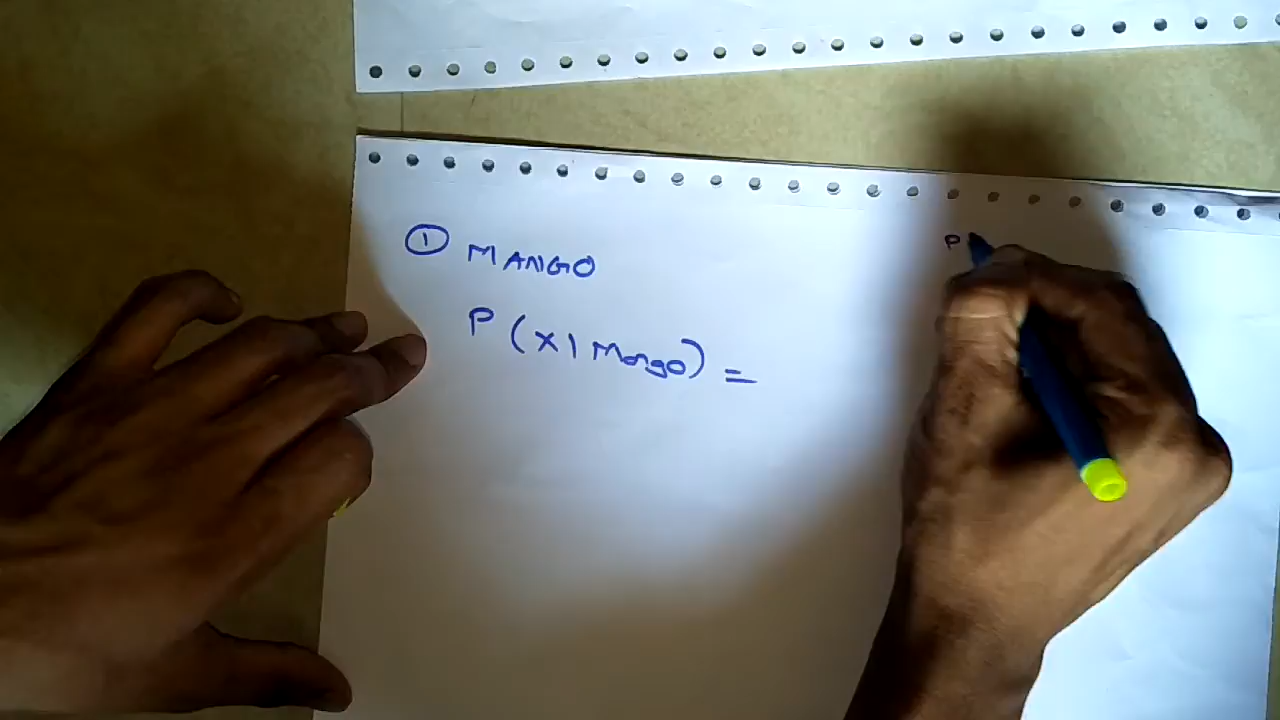 ① MANGO
P
P (X | Mango) =